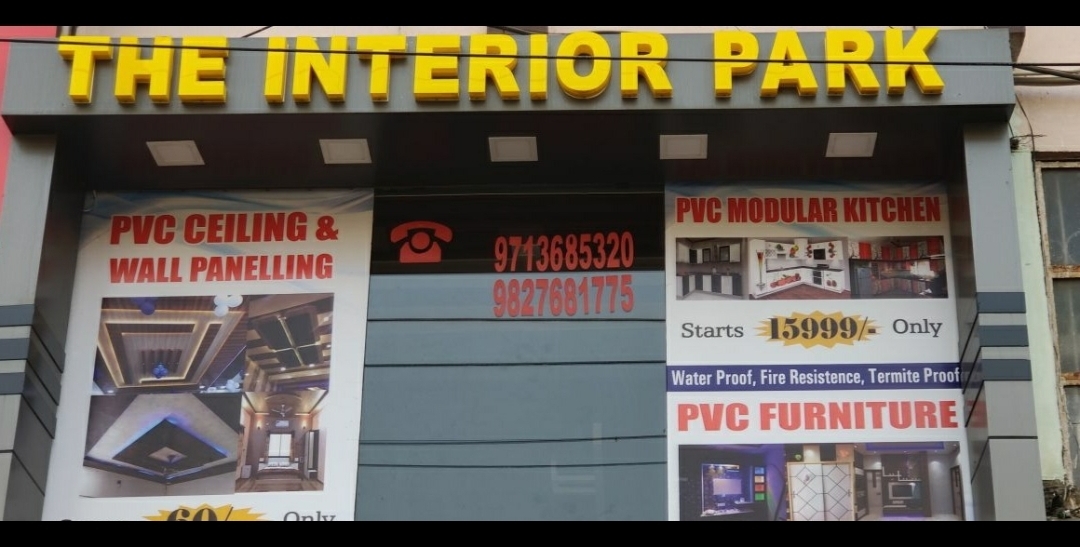 THE INTERIOR PARK
PVC CEILING &
WALL PANELLING
60/- Only
9713685320
9827681775
PVC MODULAR KITCHEN
Starts 15999/- Only
Water Proof, Fire Resistence, Termite Proof
PVC FURNITURE